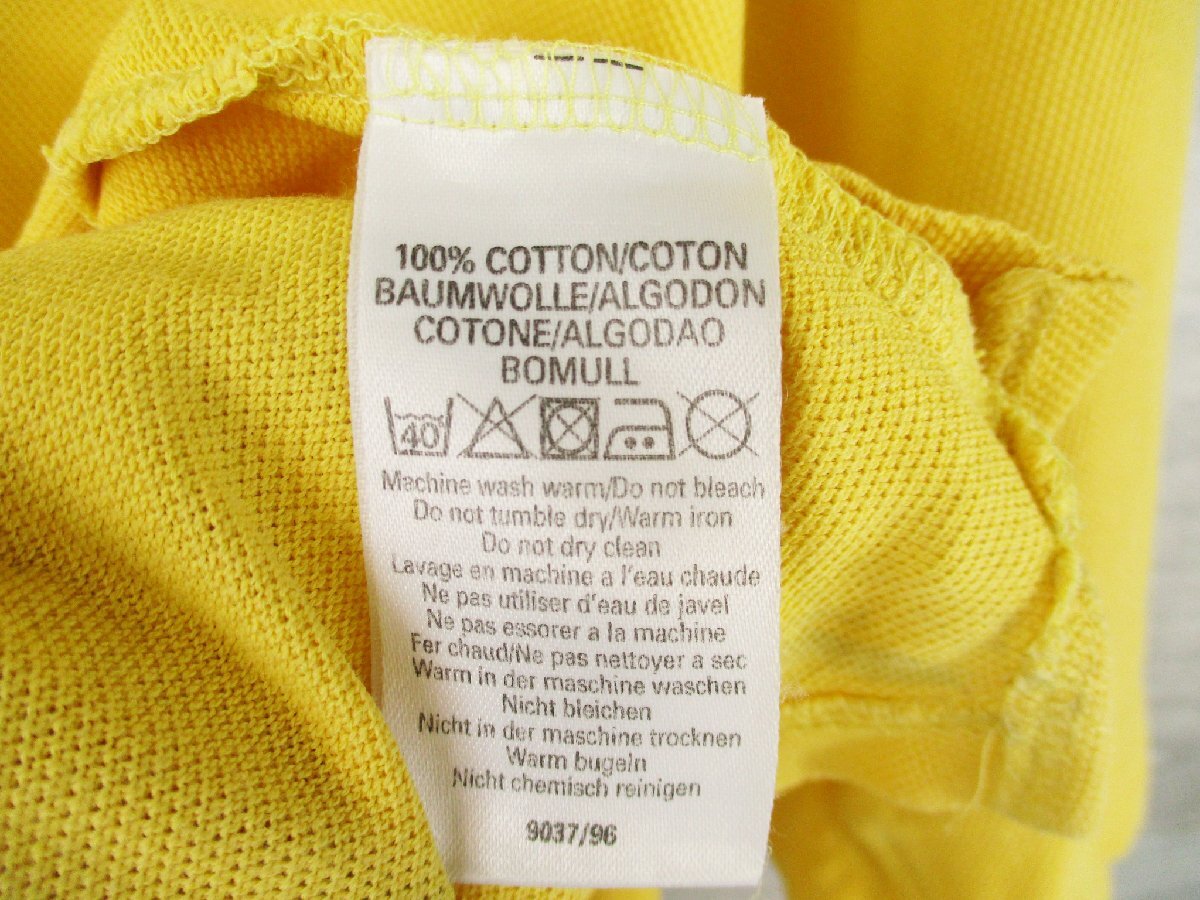 100% COTTON/COTON
BAUMWOLLE/ALGODON
COTONE/ALGODAO
BOMULL
40°
Machine wash warm/Do not bleach
Do not tumble dry/Warm iron
Do not dry clean
Lavage en machine a l'eau chaude
Ne pas utiliser d'eau de javel
Ne pas essorer a la machine
Fer chaud/Ne pas nettoyer a sec
Warm in der maschine waschen
Nicht bleichen
Nicht in der maschine trocknen
Warm bugeln
Nicht chemisch reinigen
9037/96